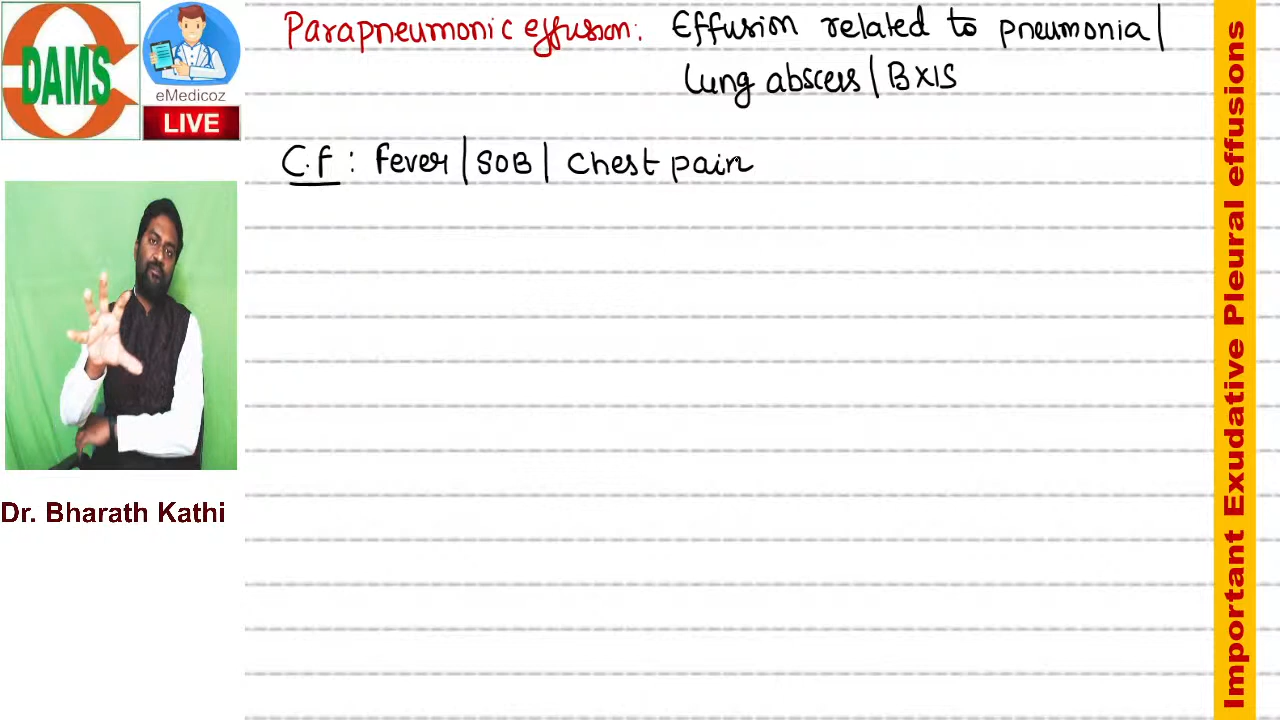 Parapneumonic effusion: Effusion related to pneumonia|
lung abscess | BXIS
C.F : Fever | SOB | Chest pain
DAMS
eMedicoz
LIVE
Dr. Bharath Kathi
Important Exudative Pleural effusions